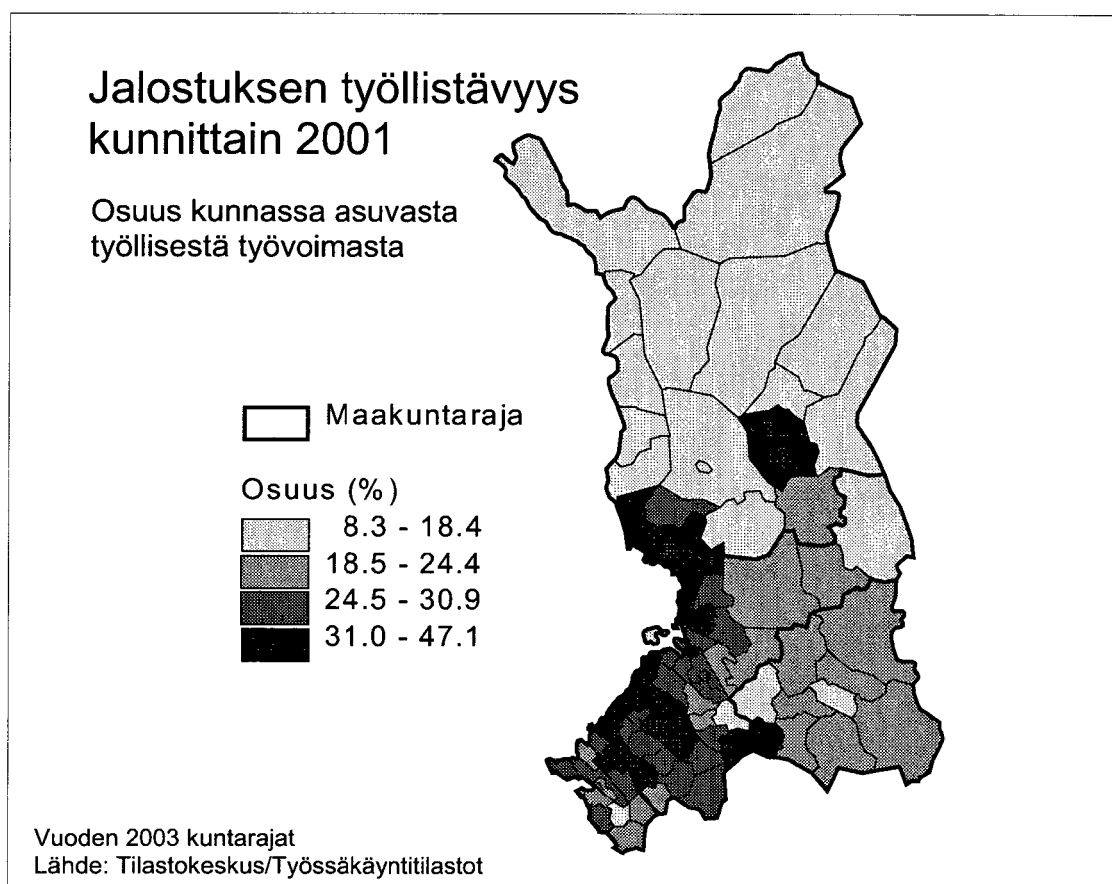 Jalostuksen työllistävyys
kunnittain 2001
Osuus kunnassa asuvasta
työllisestä työvoimasta
Maakuntaraja
Osuus (%)
8.3 - 18.4
18.5 - 24.4
24.5 - 30.9
31.0 - 47.1
Vuoden 2003 kuntarajat
Lähde: Tilastokeskus/Työssäkäyntitilastot